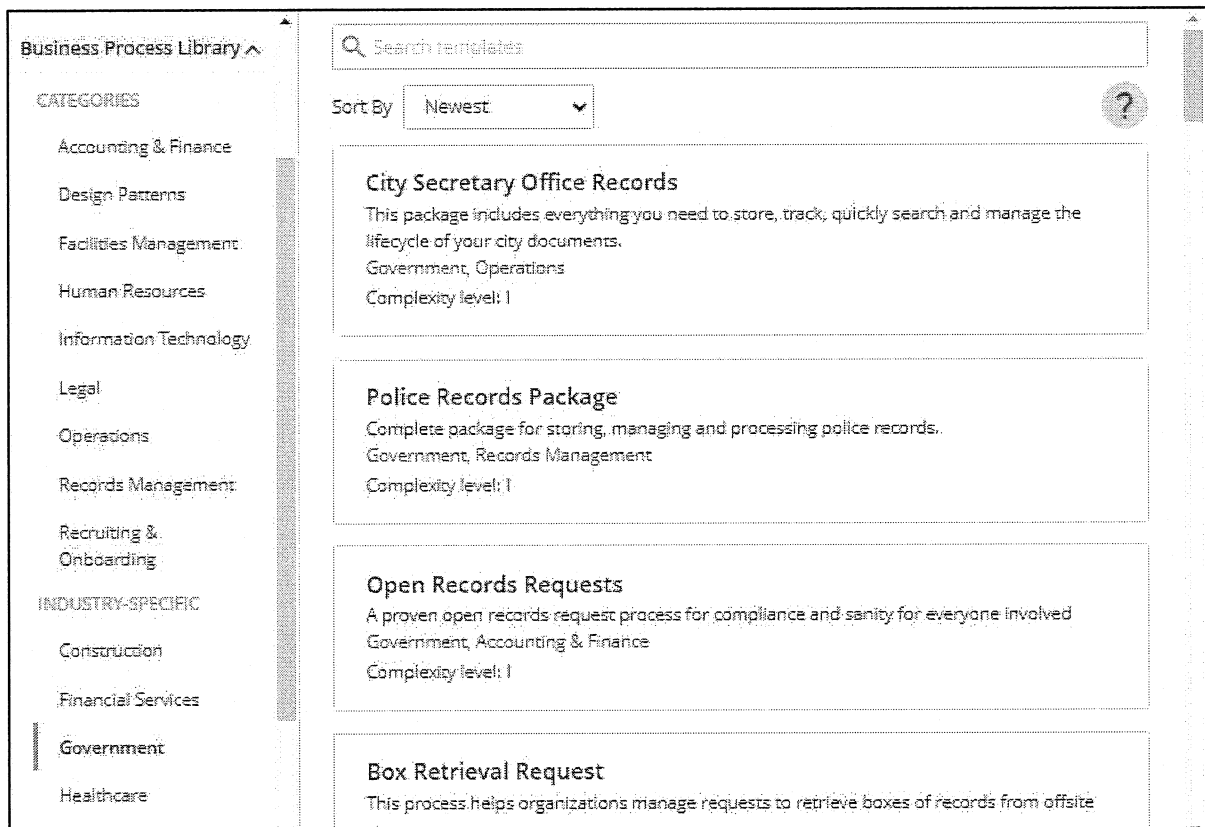 Business Process Library
CATEGORIES
Accounting & Finance
Design Patterns
Facilities Management
Human Resources
Information Technology
Legal
Operations
Records Management
Recruiting &
Onboarding
INDUSTRY-SPECIFIC
Construction
Financial Services
Government
Healthcare
Search templates
Sort By Newest
?
City Secretary Office Records
This package includes everything you need to store, track, quickly search and manage the
lifecycle of your city documents.
Government, Operations
Complexity level: 1
Police Records Package
Complete package for storing, managing and processing police records.
Government, Records Management
Complexity level: 1
Open Records Requests
A proven open records request process for compliance and sanity for everyone involved
Government, Accounting & Finance
Complexity level: 1
Box Retrieval Request
This process helps organizations manage requests to retrieve boxes of records from offsite